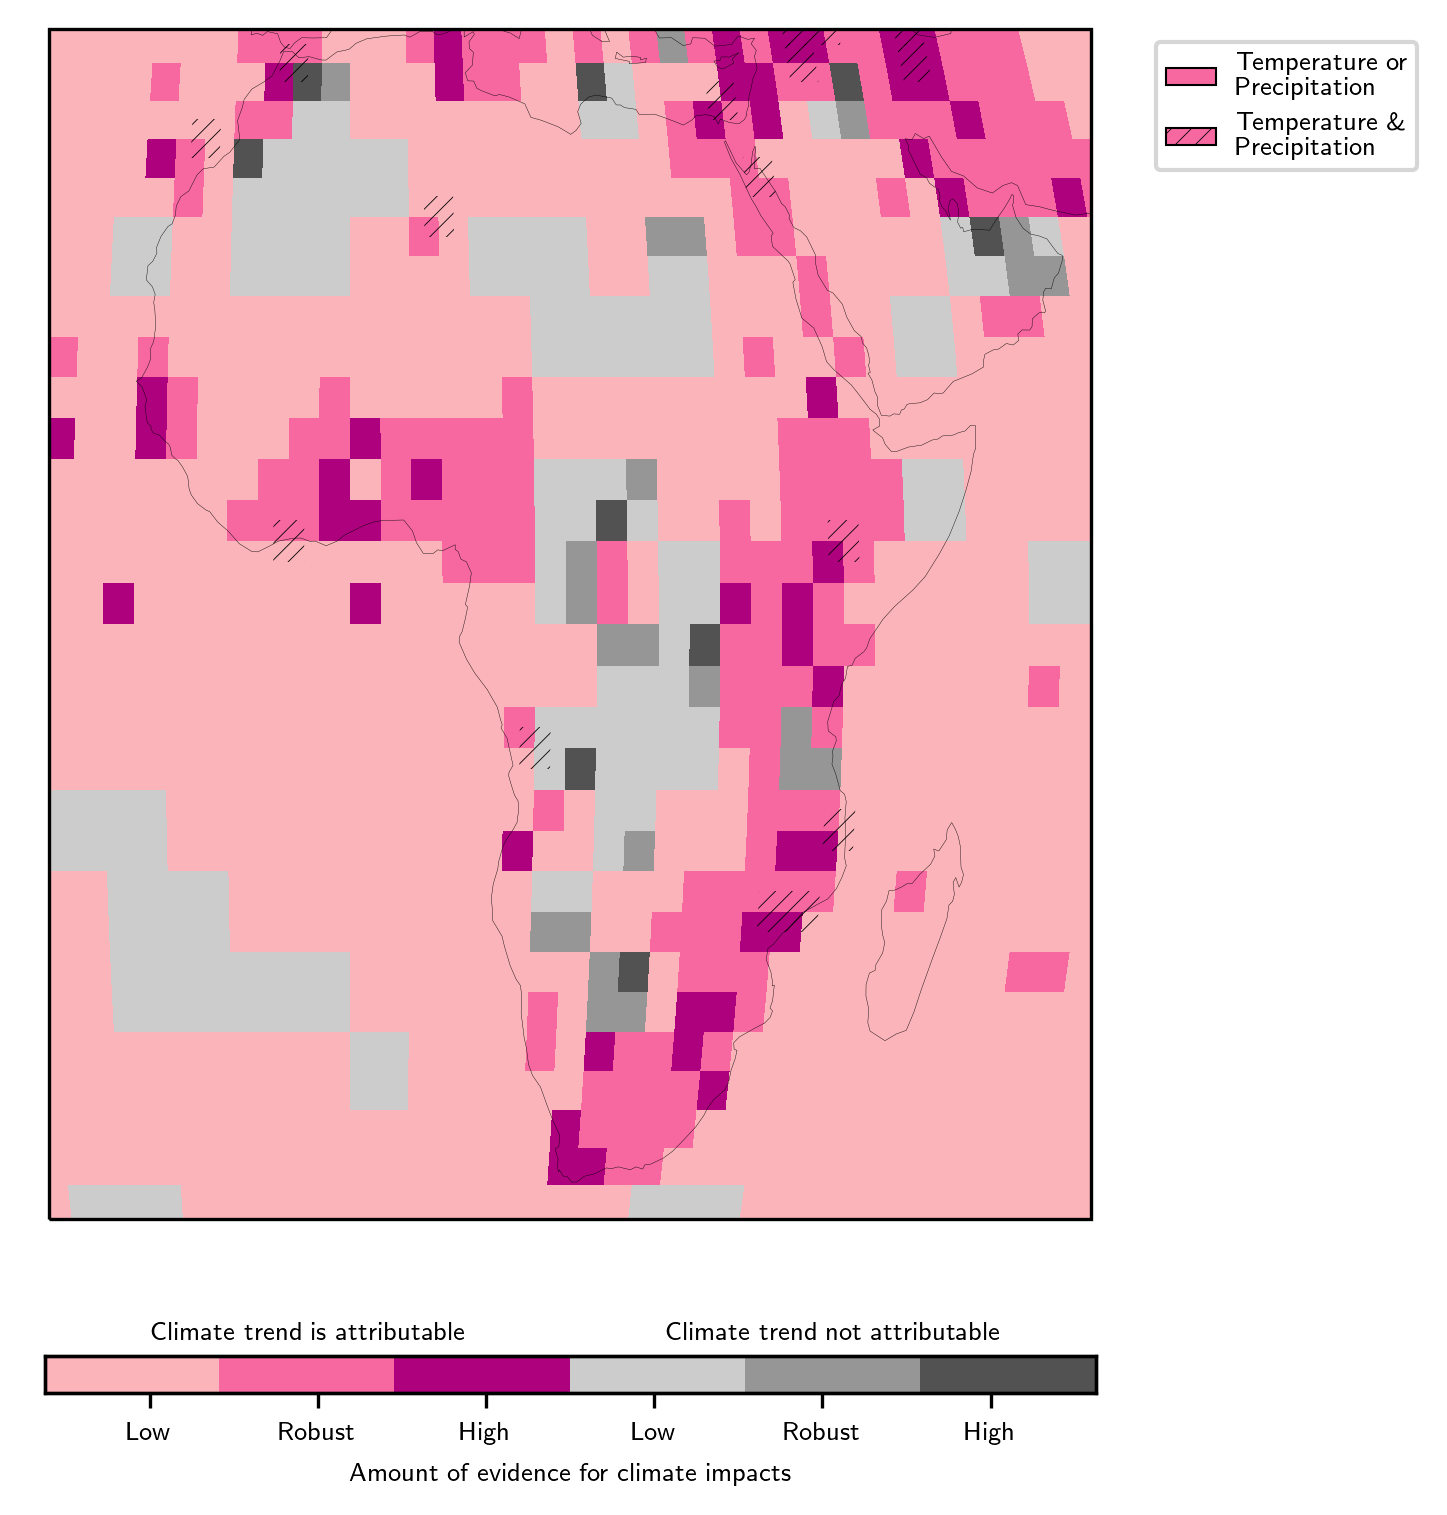 Temperature or
Precipitation
Temperature &
Precipitation
Climate trend is attributable
Climate trend not attributable
Low
Robust
High
Low
Robust
High
Amount of evidence for climate impacts